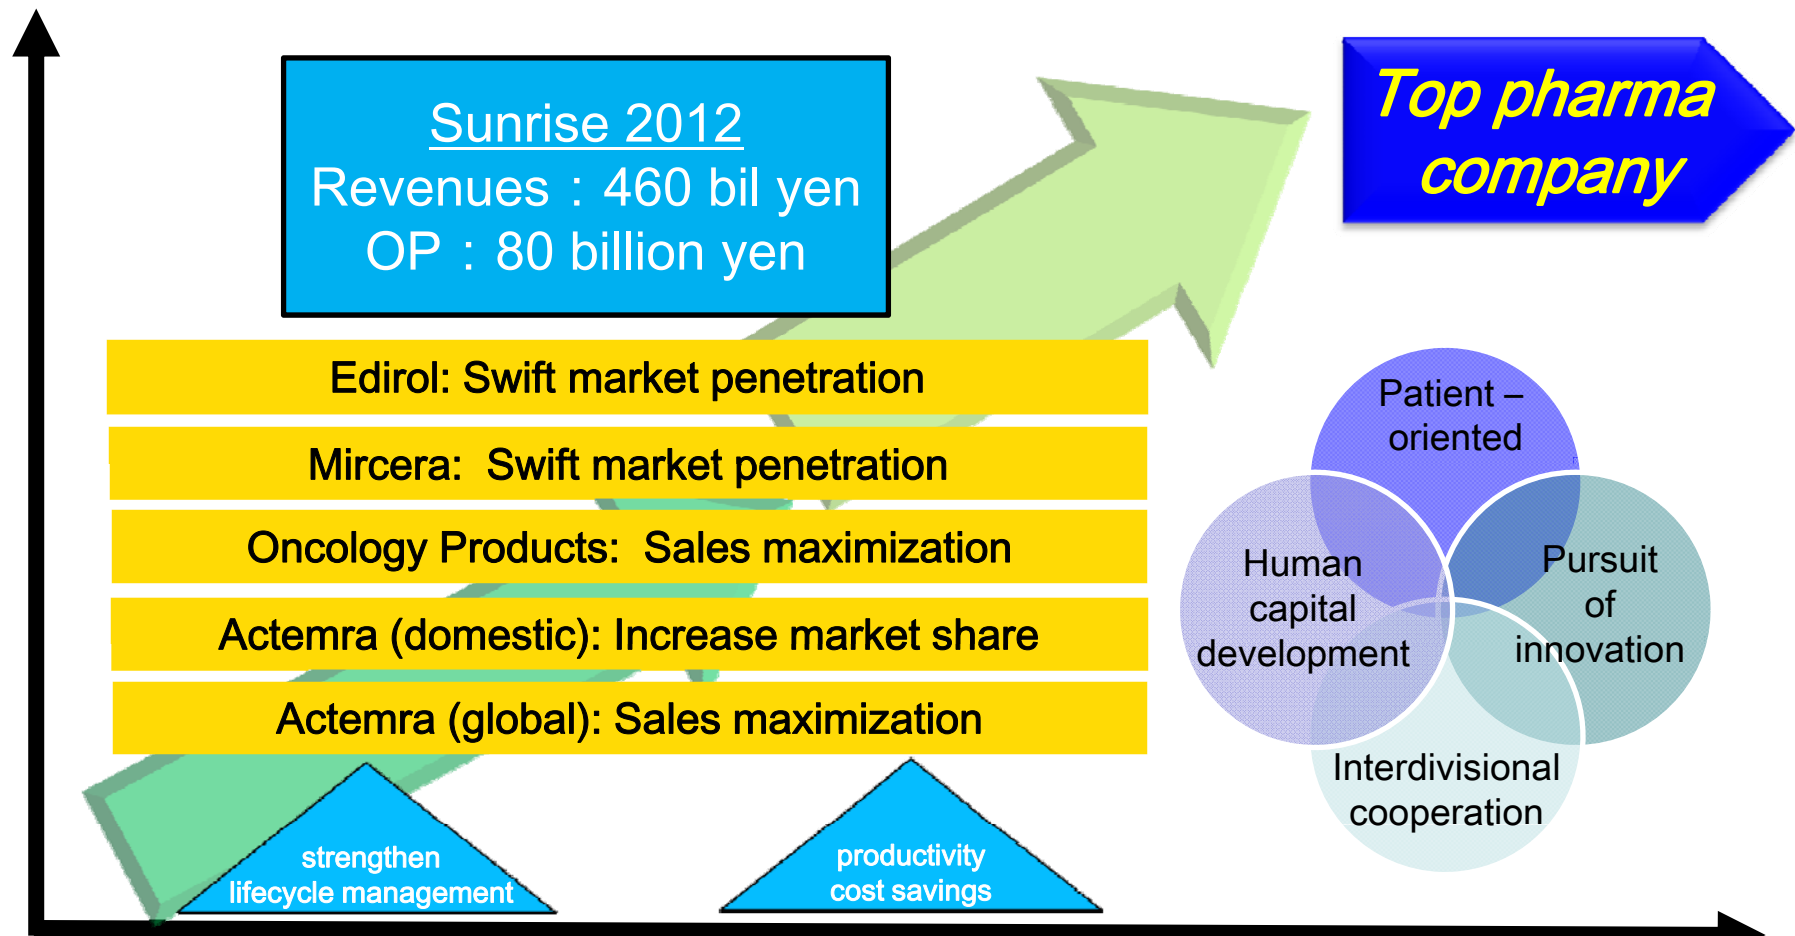 Sunrise 2012
Revenues : 460 bil yen
OP : 80 billion yen
Top pharma
company
Edirol: Swift market penetration
Mircera:  Swift market penetration
Oncology Products:  Sales maximization
Actemra (domestic): Increase market share
Actemra (global): Sales maximization
strengthen
lifecycle management
productivity
cost savings
Patient –
oriented
Human
capital
development
Pursuit
of
innovation
Interdivisional
cooperation